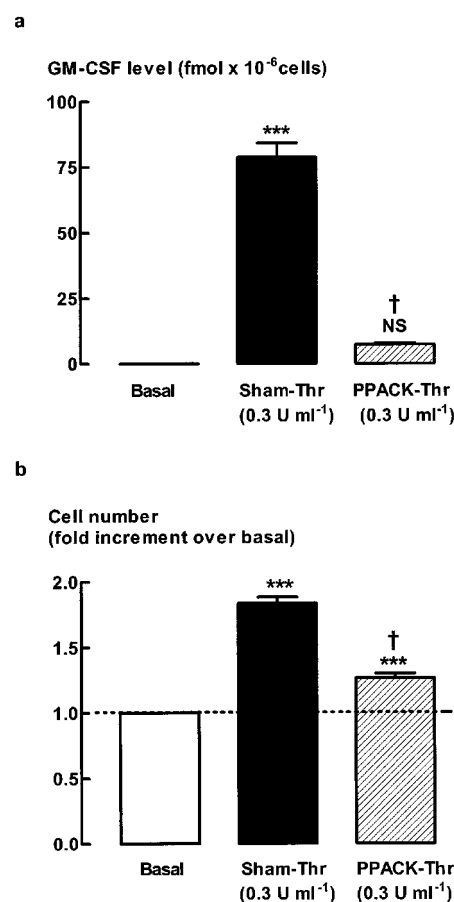 a
GM-CSF level (fmol x 10⁻⁶cells)
100
75
50
25
0
***
†
NS
Basal
Sham-Thr
(0.3 U ml⁻¹)
PPACK-Thr
(0.3 U ml⁻¹)
b
Cell number
(fold increment over basal)
2.0
1.5
1.0
0.5
0.0
***
†
***
Basal
Sham-Thr
(0.3 U ml⁻¹)
PPACK-Thr
(0.3 U ml⁻¹)